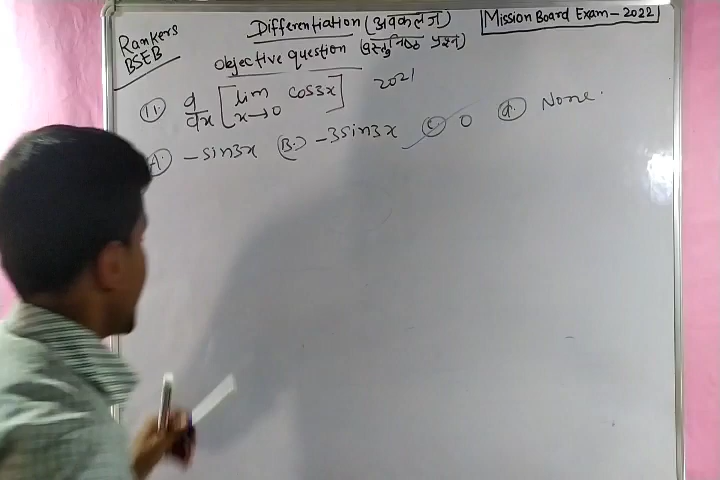 Rankers
BSEB
Differentiation (अवकलज)
Mission Board Exam-2022
objective question (वस्तुनिष्ठ प्रश्न)
11. d/dx [lim x→0 cos3x] 2021
(A.) -sin3x (B.) -3sin3x (C) 0 (d) None.